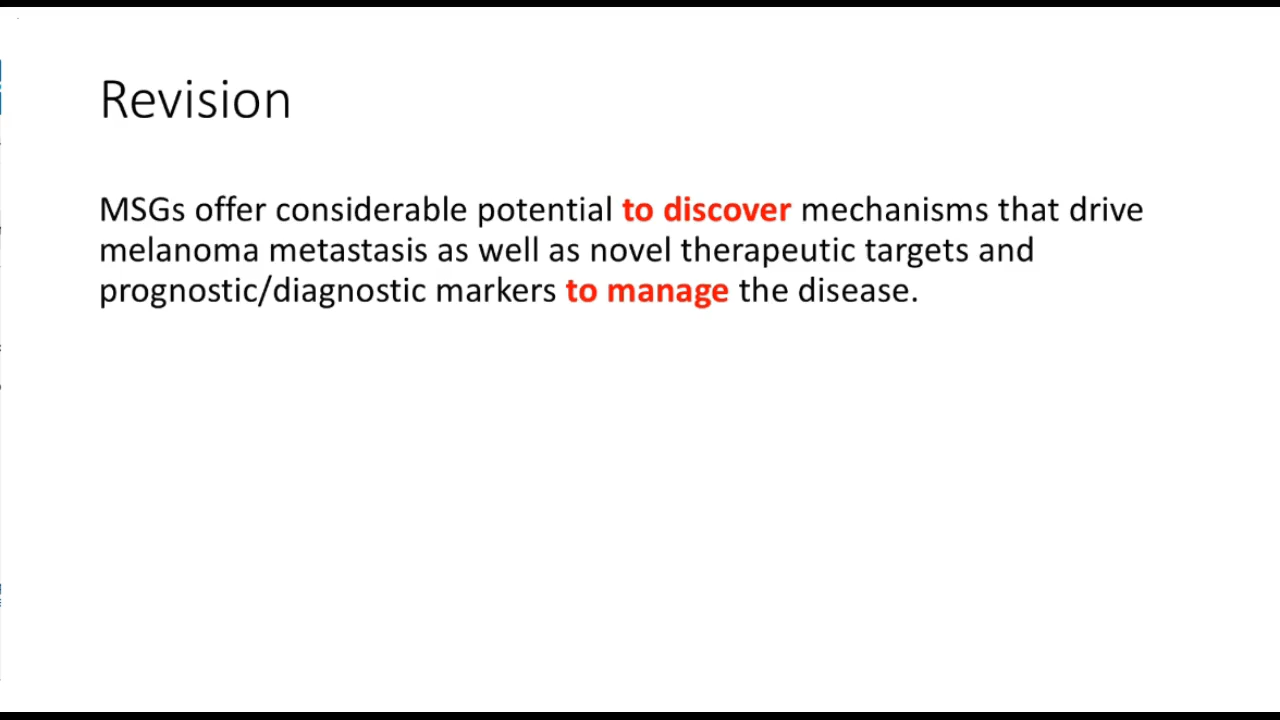 Revision
MSGs offer considerable potential to discover mechanisms that drive
melanoma metastasis as well as novel therapeutic targets and
prognostic/diagnostic markers to manage the disease.